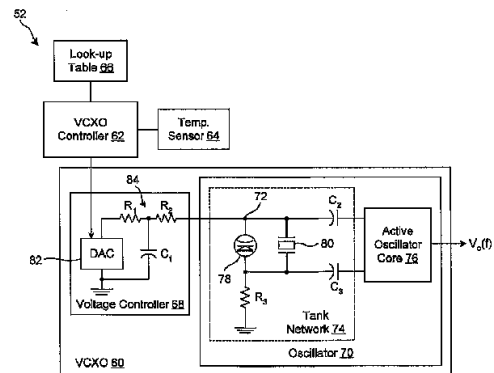 52
Look-up
Table 66
VCXO
Controller 62
Temp.
Sensor 64
84
R1
R2
72
C2
80
82
DAC
C1
78
C3
Active
Oscillator
Core 76
Vo(f)
R3
Voltage Controller 68
Tank
Network 74
VCXO 60
Oscillator 70